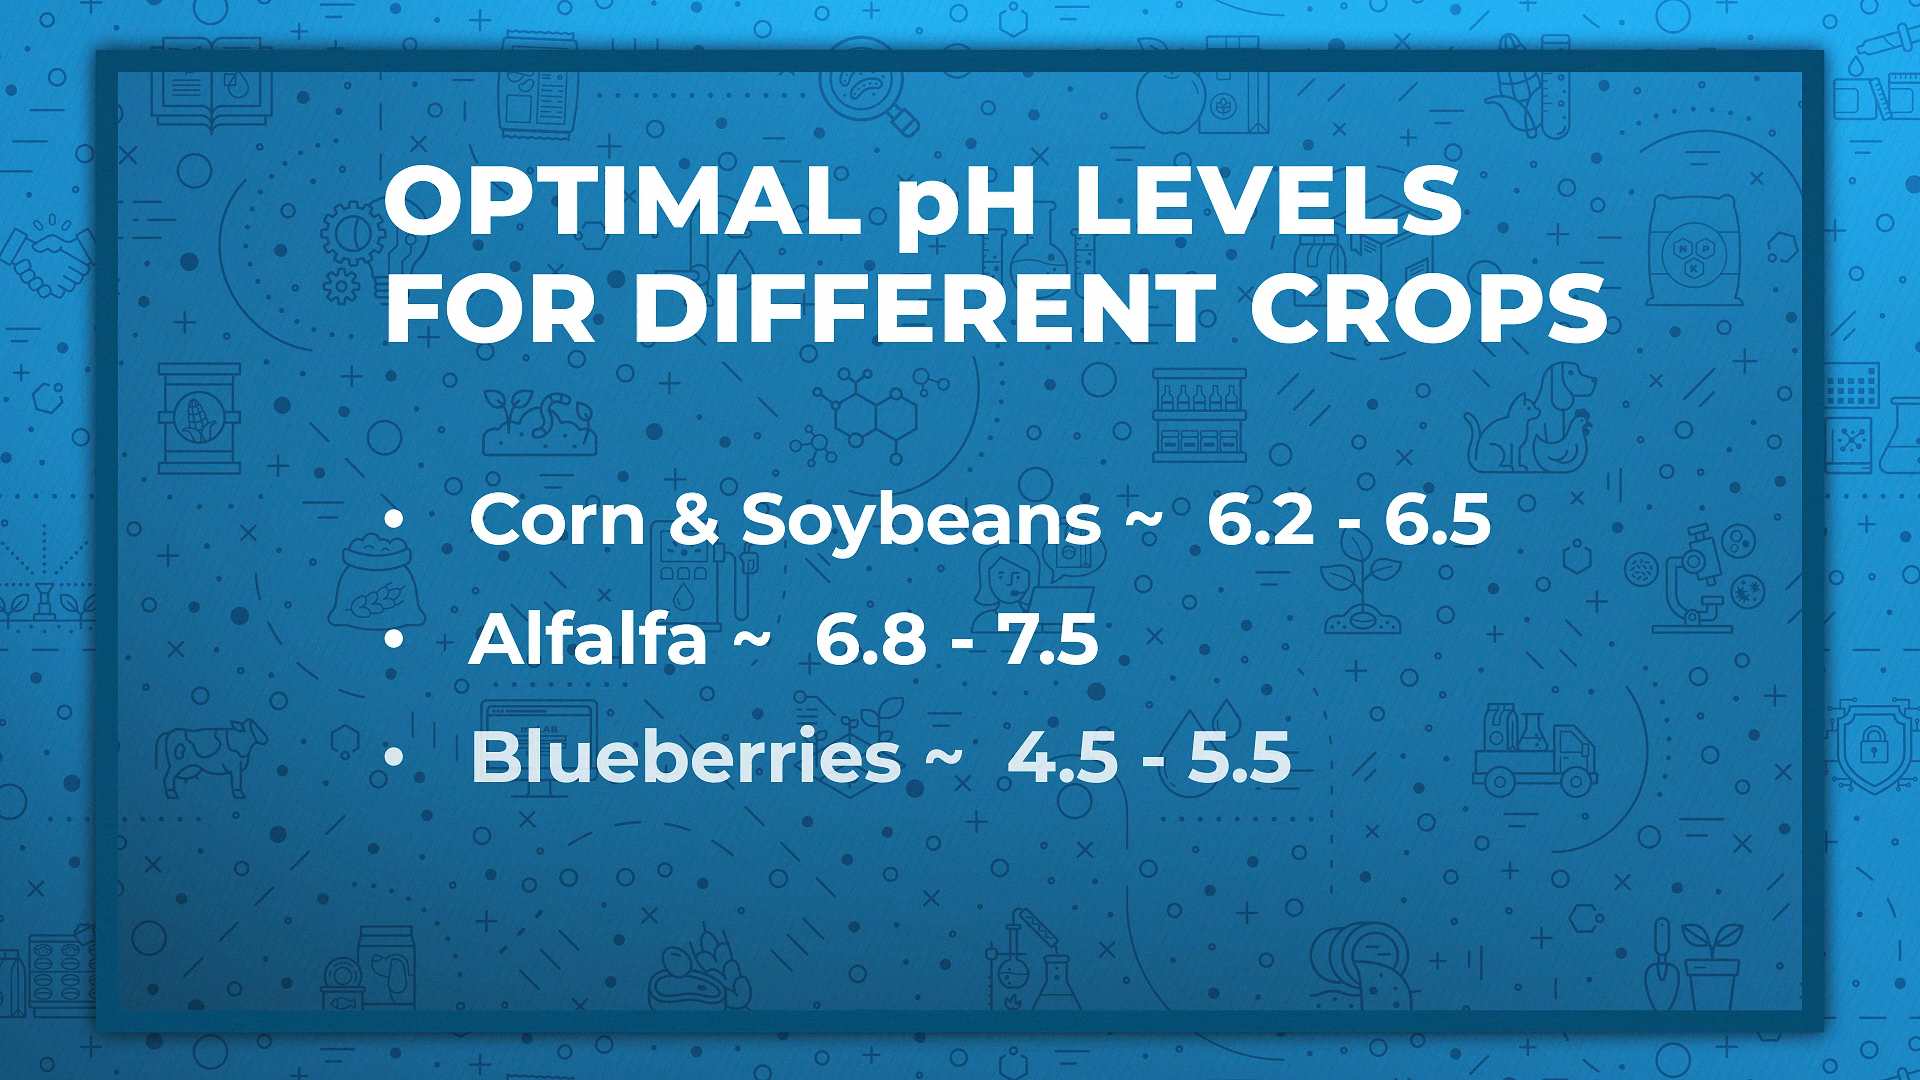 OPTIMAL pH LEVELS
FOR DIFFERENT CROPS
• Corn & Soybeans ~ 6.2 - 6.5
• Alfalfa ~ 6.8 - 7.5
• Blueberries ~ 4.5 - 5.5
N P
K